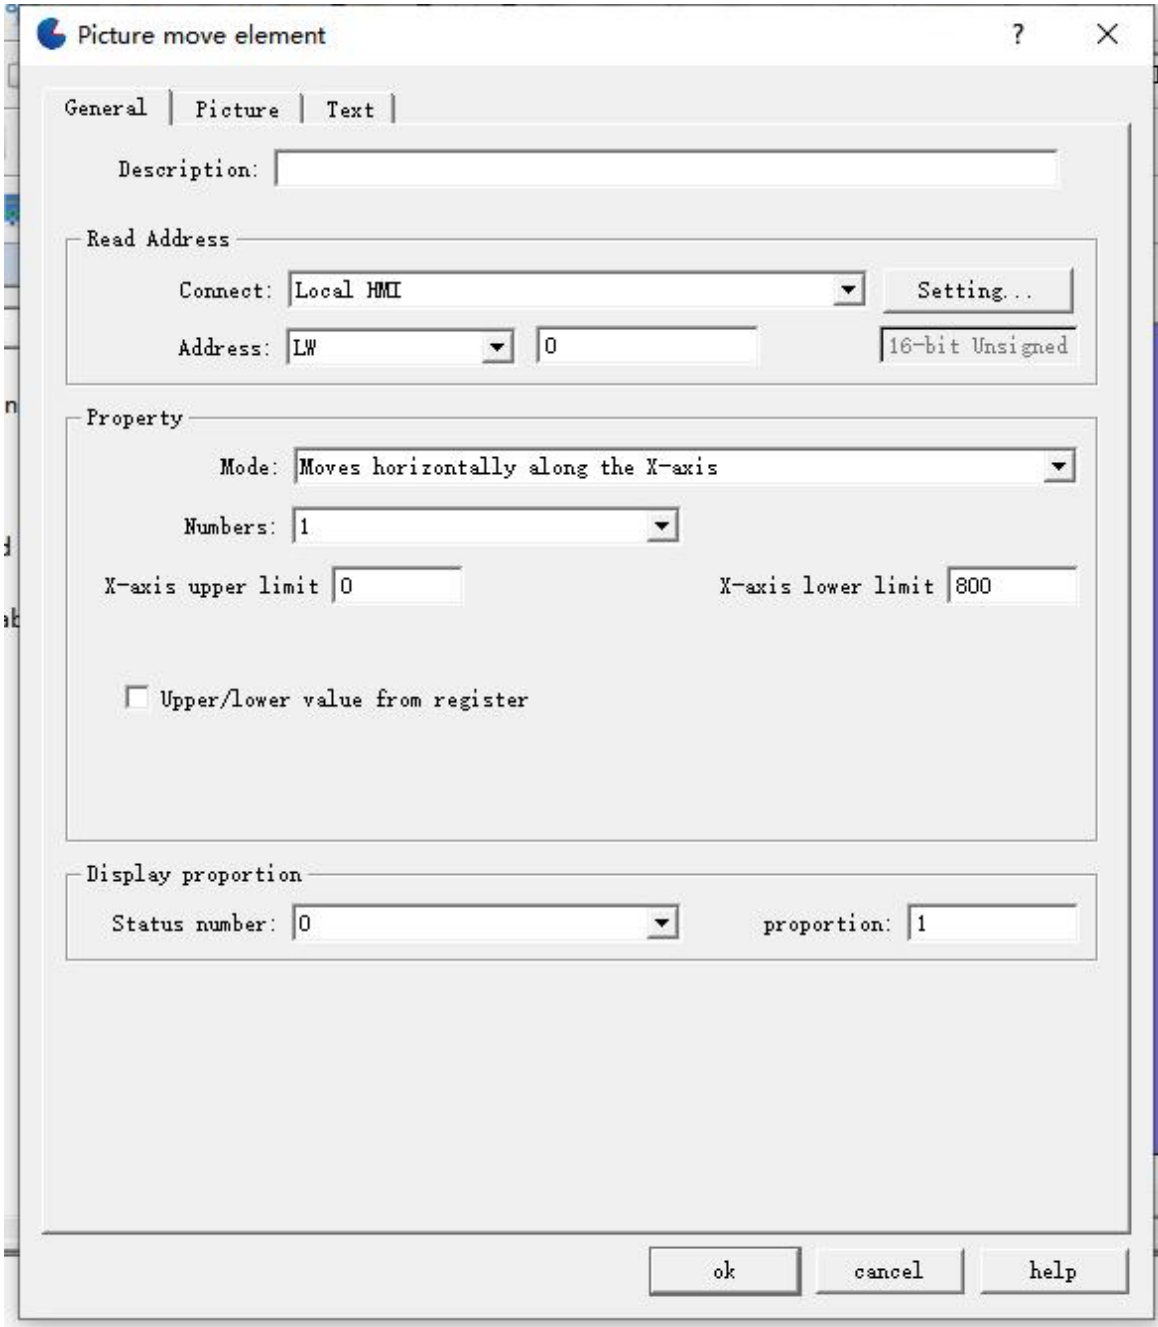 Picture move element ?
General Picture Text
Description:
Read Address
Connect: Local HMI Setting...
Address: LW 0 16-bit Unsigned
Property
Mode: Moves horizontally along the X-axis
Numbers: 1
X-axis upper limit 0 X-axis lower limit 800
Upper/lower value from register
Display proportion
Status number: 0 proportion: 1
ok cancel help